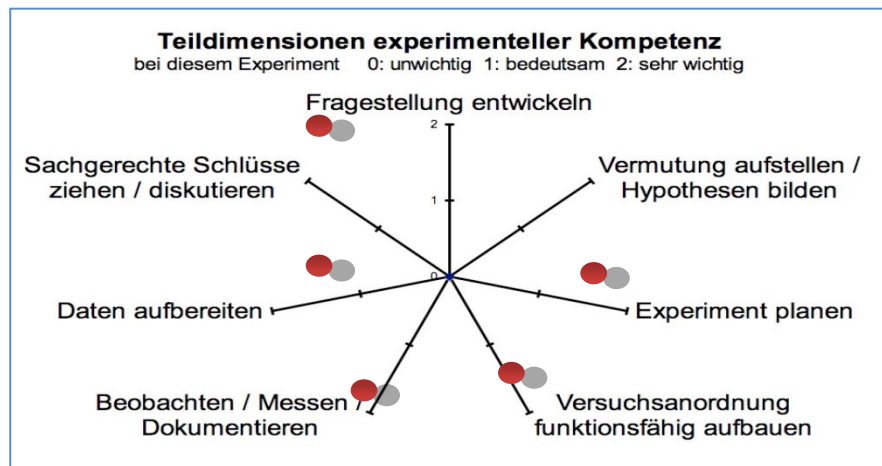 Teildimensionen experimenteller Kompetenz
bei diesem Experiment 0: unwichtig 1: bedeutsam 2: sehr wichtig
Fragestellung entwickeln
2
1
0
Sachgerechte Schlüsse
ziehen / diskutieren
Vermutung aufstellen /
Hypothesen bilden
Daten aufbereiten
Experiment planen
Beobachten / Messen /
Dokumentieren
Versuchsanordnung
funktionsfähig aufbauen